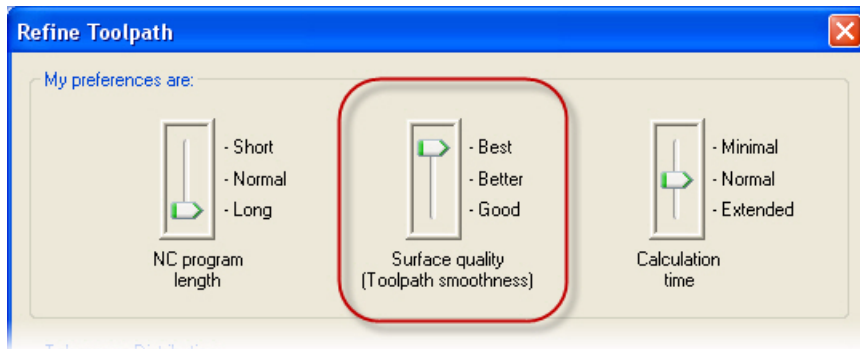 Refine Toolpath
My preferences are:
- Short
- Normal
- Long
NC program
length
- Best
- Better
- Good
Surface quality
(Toolpath smoothness)
- Minimal
- Normal
- Extended
Calculation
time